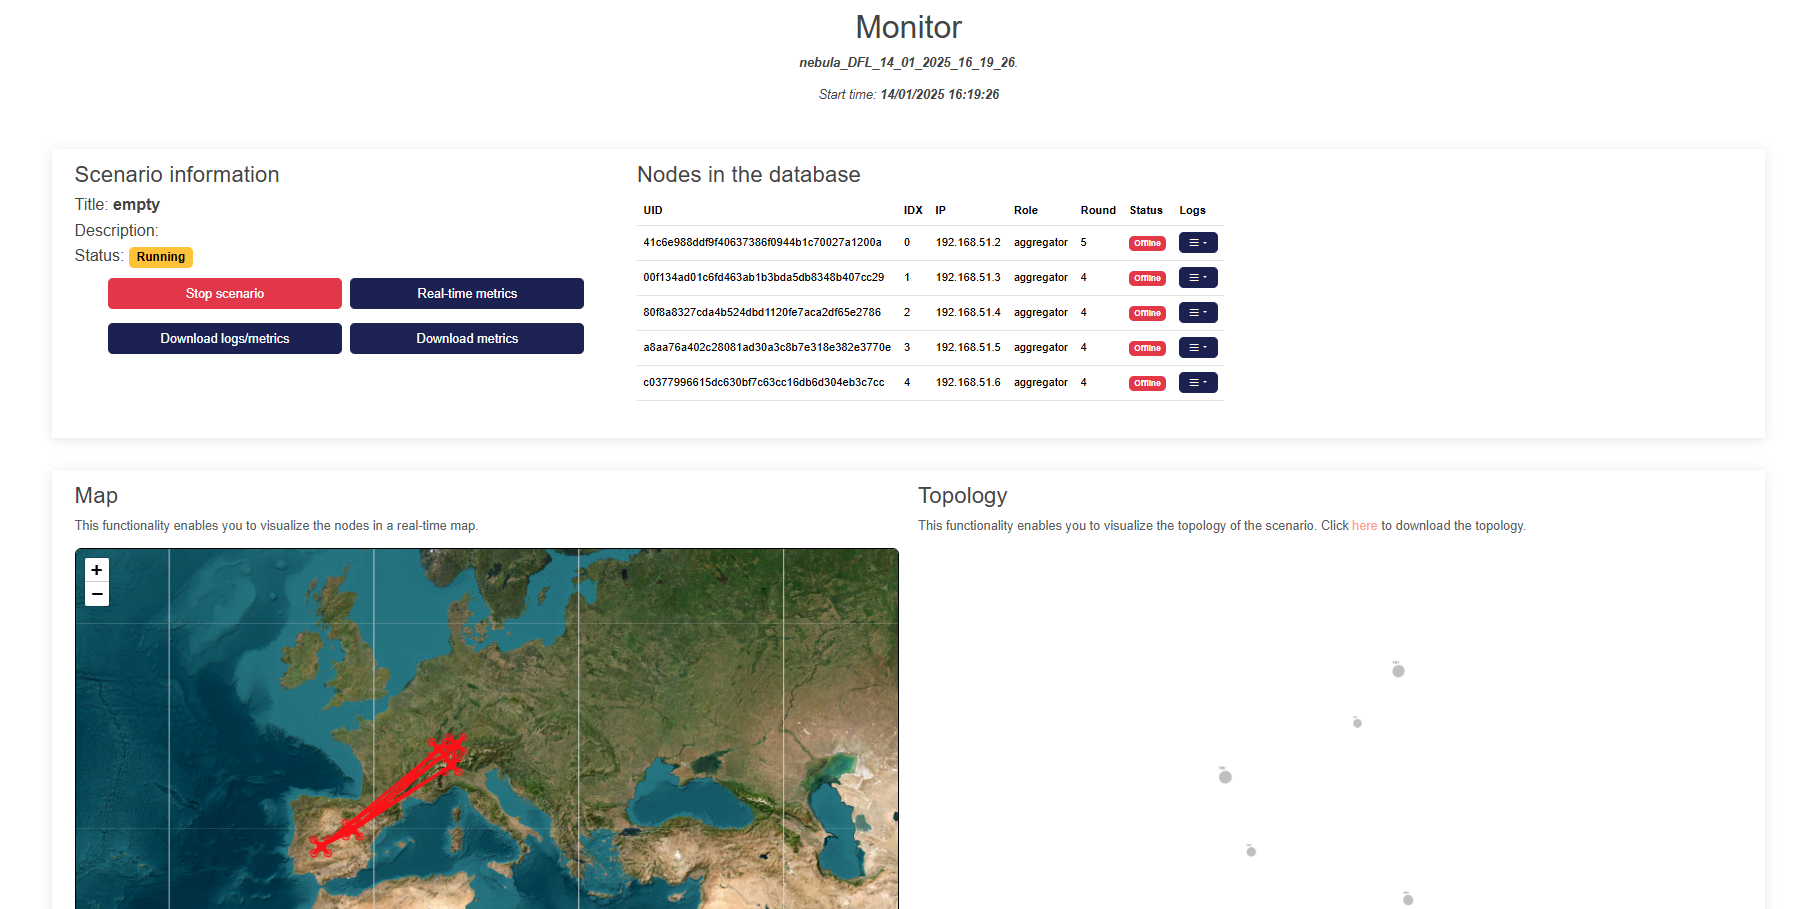 Monitor
nebula_DFL_14_01_2025_16_19_26.
Start time: 14/01/2025 16:19:26
Scenario information
Title: empty
Description:
Status: Running
Stop scenario
Real-time metrics
Download logs/metrics
Download metrics
Nodes in the database
UID IDX IP Role Round Status Logs
41c6e988ddf9f40637386f0944b1c70027a1200a 0 192.168.51.2 aggregator 5 Offline
00f134ad01c6fd463ab1b3bda5db8348b407cc29 1 192.168.51.3 aggregator 4 Offline
80f8a8327cda4b524dbd1120fe7aca2df65e2786 2 192.168.51.4 aggregator 4 Offline
a8aa76a402c28081ad30a3c8b7e318e382e3770e 3 192.168.51.5 aggregator 4 Offline
c0377996615dc630bf7c63cc16db6d304eb3c7cc 4 192.168.51.6 aggregator 4 Offline
Map
This functionality enables you to visualize the nodes in a real-time map.
+
−
Topology
This functionality enables you to visualize the topology of the scenario. Click here to download the topology.